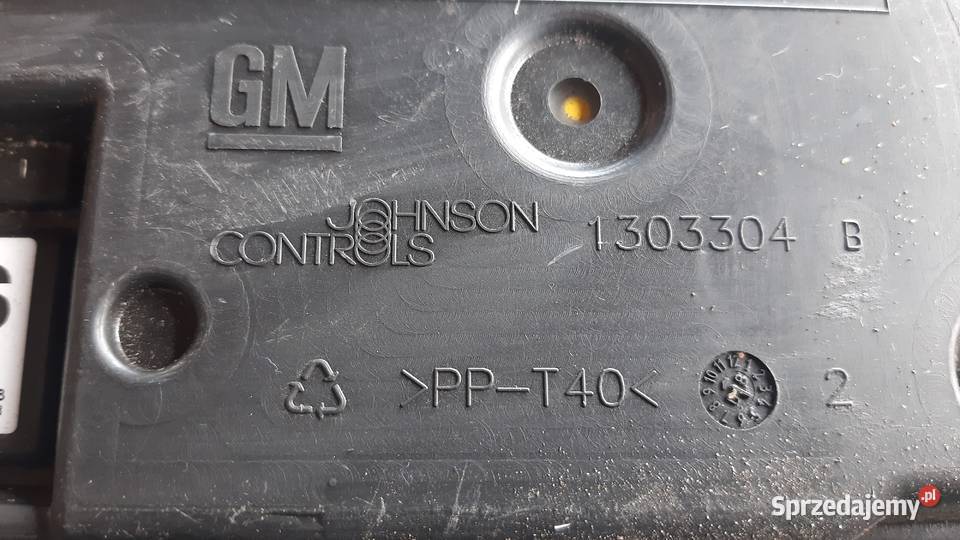 GM
JOHNSON
CONTROLS
1303304 B
>PP-T40<
2
Sprzedajemy.pl